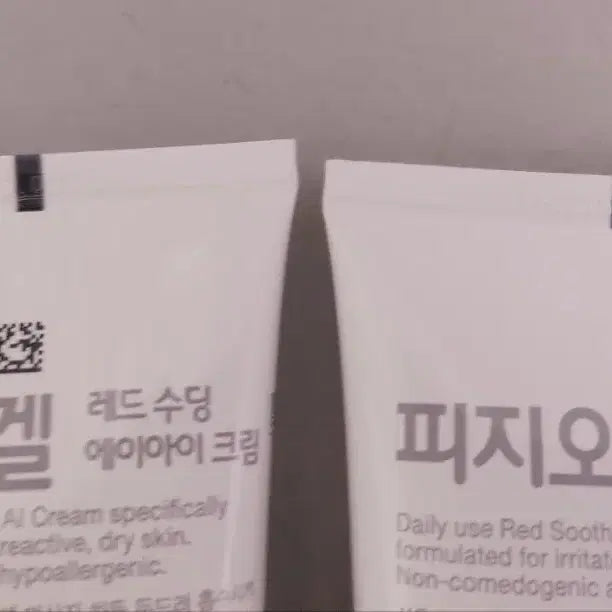 겔
레드 수딩
에이아이 크림
AI Cream specifically
reactive, dry skin.
hypoallergenic.
피지오
Daily use Red Sooth
formulated for irritat
Non-comedogenic